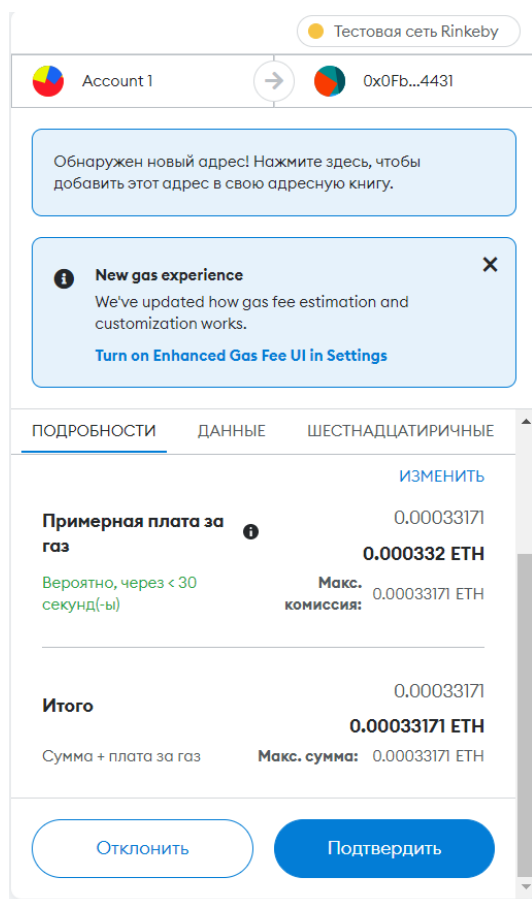 Тестовая сеть Rinkeby
Account 1
0x0Fb...4431
Обнаружен новый адрес! Нажмите здесь, чтобы
добавить этот адрес в свою адресную книгу.
New gas experience
We've updated how gas fee estimation and
customization works.
Turn on Enhanced Gas Fee UI in Settings
ПОДРОБНОСТИ ДАННЫЕ ШЕСТНАДЦАТИРИЧНЫЕ
ИЗМЕНИТЬ
Примерная плата за
газ
0.00033171
0.000332 ETH
Вероятно, через < 30
секунд(-ы)
Макс.
комиссия:
0.00033171 ETH
Итого
0.00033171
0.00033171 ETH
Сумма + плата за газ
Макс. сумма: 0.00033171 ETH
Отклонить
Подтвердить